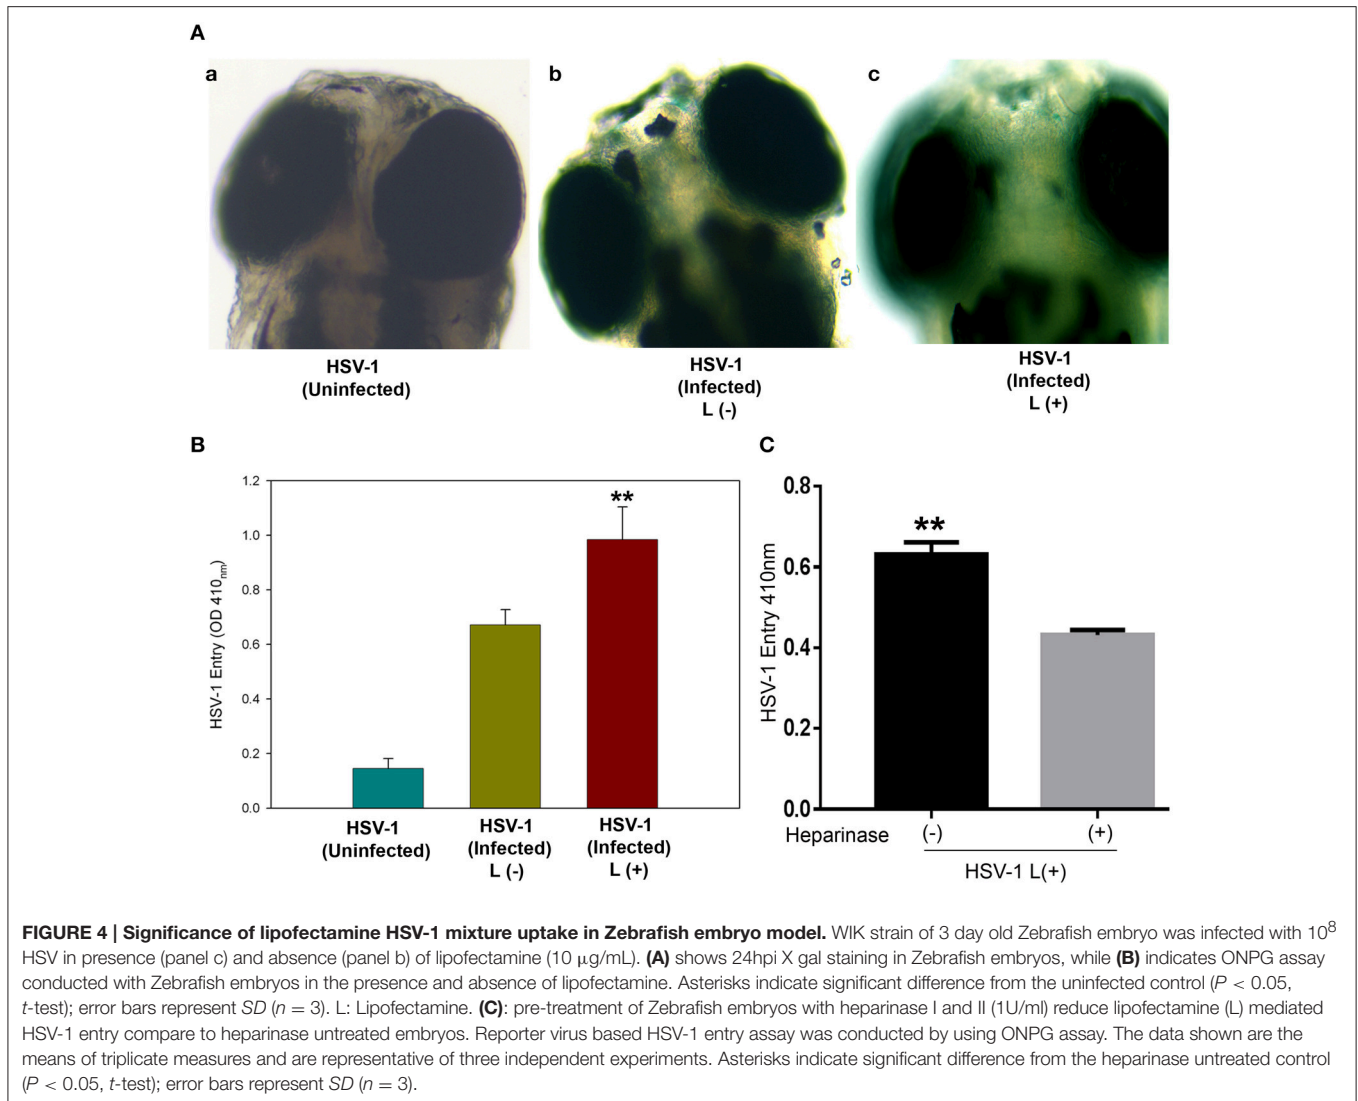 A
a
b
c
HSV-1
(Uninfected)
HSV-1
(Infected)
L (-)
HSV-1
(Infected)
L (+)
B
1.2
1.0
0.8
0.6
0.4
0.2
0.0
HSV-1 Entry (OD 410nm)
**
HSV-1
(Uninfected)
HSV-1
(Infected)
L (-)
HSV-1
(Infected)
L (+)
C
0.8
0.6
0.4
0.2
0.0
HSV-1 Entry 410nm
**
Heparinase (-) (+)
HSV-1 L(+)
FIGURE 4 | Significance of lipofectamine HSV-1 mixture uptake in Zebrafish embryo model. WIK strain of 3 day old Zebrafish embryo was infected with 10⁸
HSV in presence (panel c) and absence (panel b) of lipofectamine (10 μg/mL). (A) shows 24hpi X gal staining in Zebrafish embryos, while (B) indicates ONPG assay
conducted with Zebrafish embryos in the presence and absence of lipofectamine. Asterisks indicate significant difference from the uninfected control (P < 0.05,
t-test); error bars represent SD (n = 3). L: Lipofectamine. (C): pre-treatment of Zebrafish embryos with heparinase I and II (1U/ml) reduce lipofectamine (L) mediated
HSV-1 entry compare to heparinase untreated embryos. Reporter virus based HSV-1 entry assay was conducted by using ONPG assay. The data shown are the
means of triplicate measures and are representative of three independent experiments. Asterisks indicate significant difference from the heparinase untreated control
(P < 0.05, t-test); error bars represent SD (n = 3).